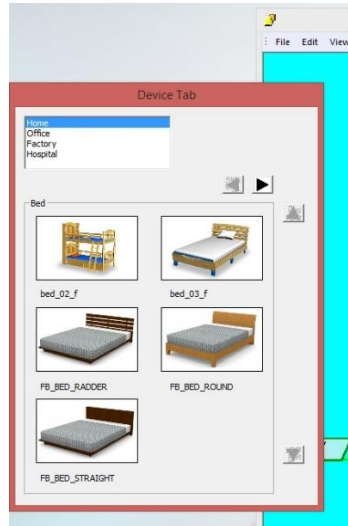 File Edit View
Device Tab
Home
Office
Factory
Hospital
Bed
bed_02_f
bed_03_f
FB_BED_RADDER
FB_BED_ROUND
FB_BED_STRAIGHT